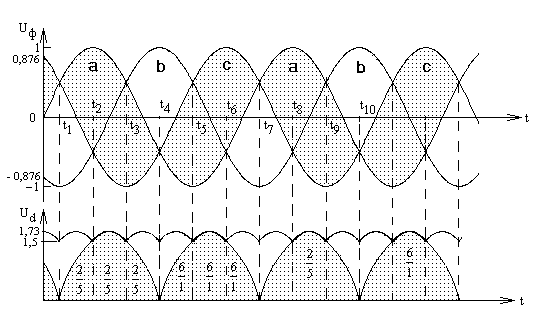 Uф
1
0,876
a b c a b c
t2 t4 t6 t8 t10
0 t
t1 t3 t5 t7 t9
- 0,876
-1
Ud
1,73
1,5
2/5 2/5 2/5 6/1 6/1 6/1 2/5 6/1
t